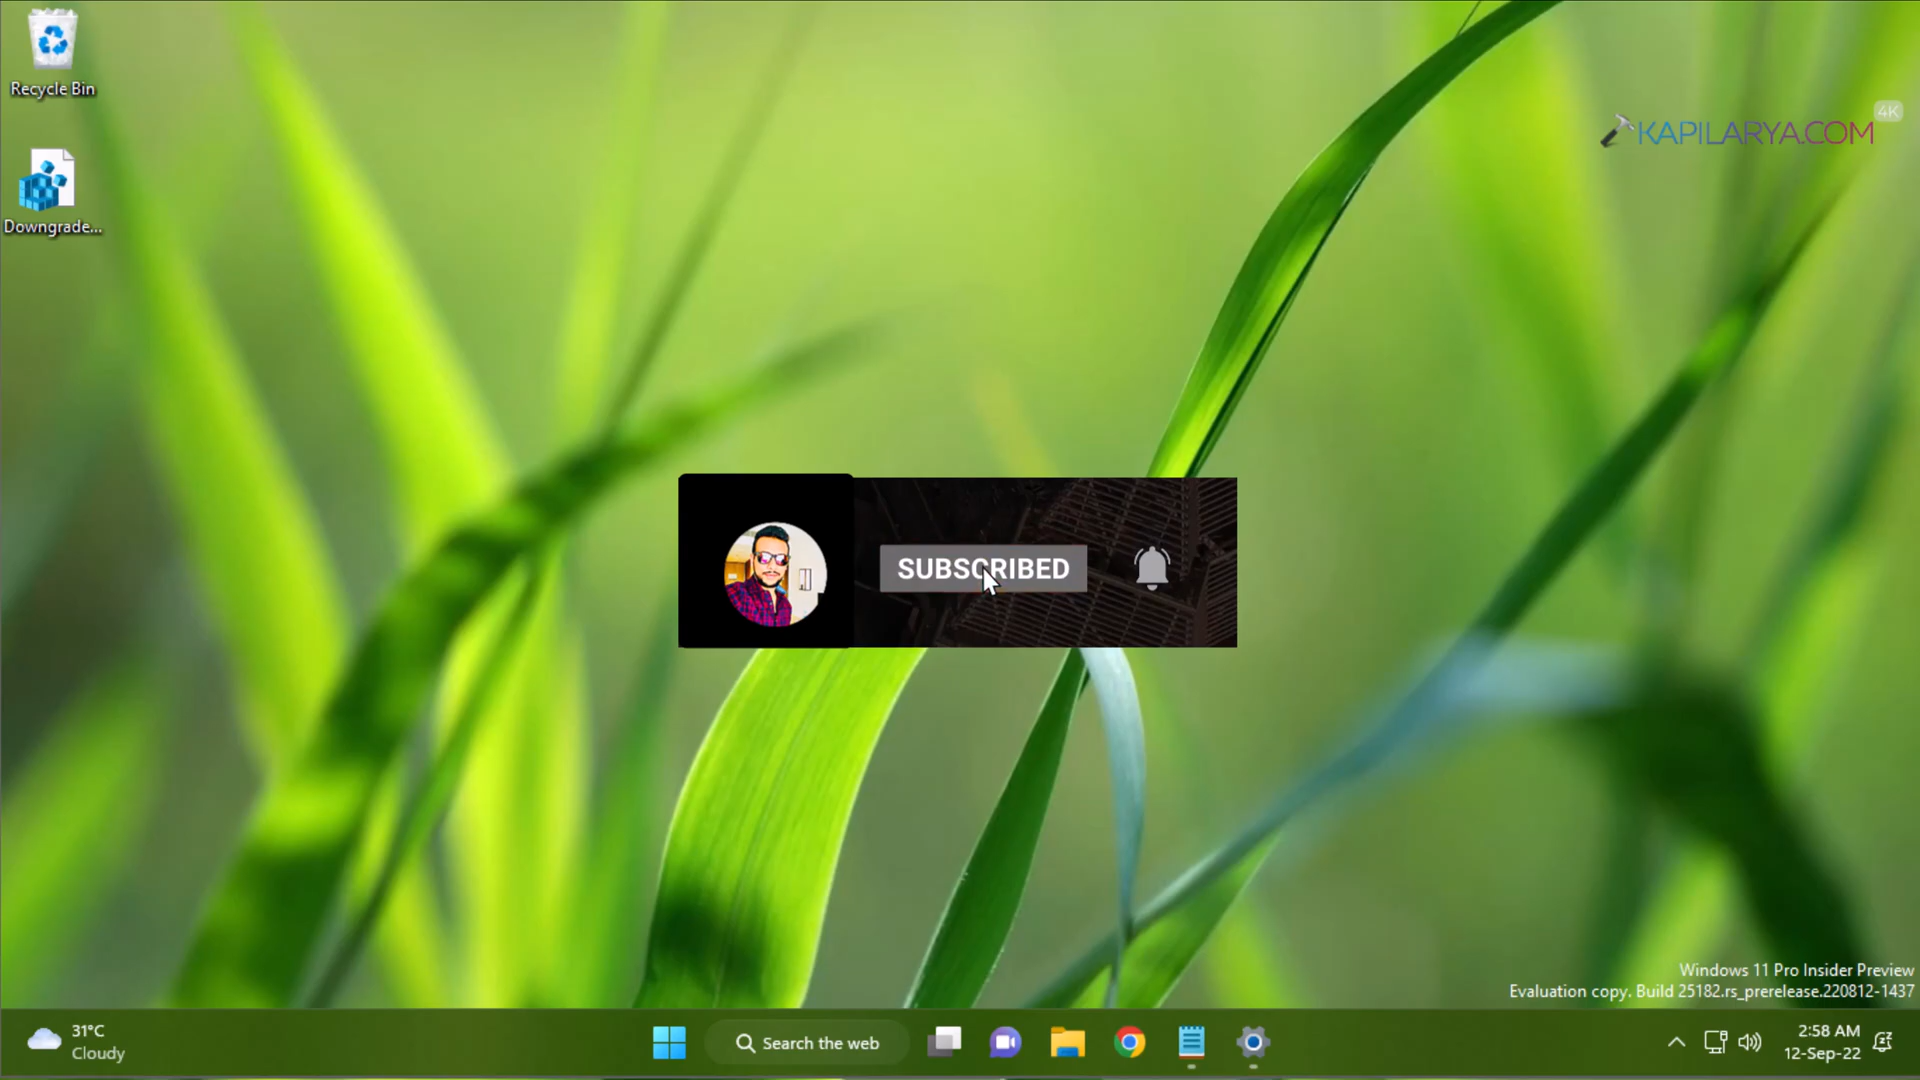 Recycle Bin
Downgrade...
4K
KAPILARYA.COM
SUBSCRIBED
Windows 11 Pro Insider Preview
Evaluation copy. Build 25182.rs_prerelease.220812-1437
31°C
Cloudy
Search the web
2:58 AM
12-Sep-22